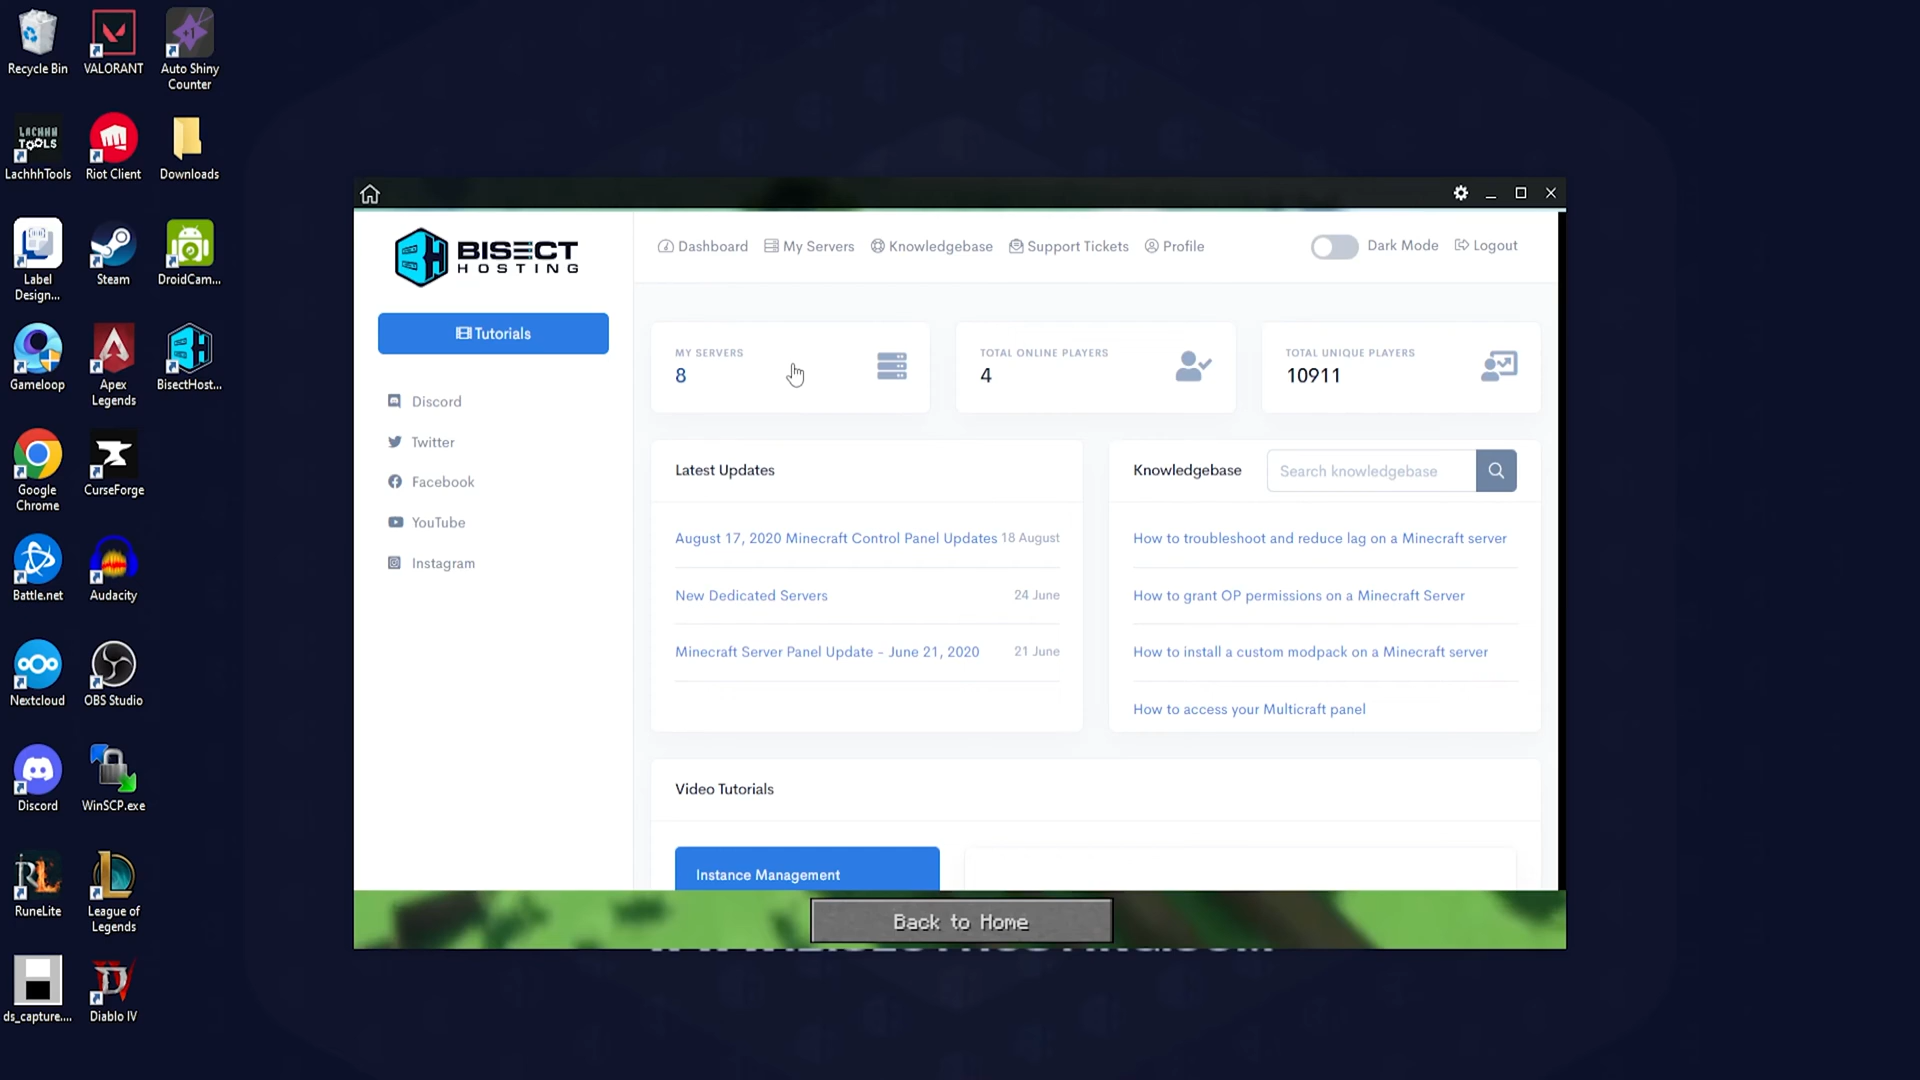 Recycle Bin
VALORANT
Auto Shiny
Counter
LACHHH
TOOLS
LachhhTools
Riot Client
Downloads
Label
Design...
Steam
DroidCam...
Gameloop
Apex
Legends
BisectHost...
Google
Chrome
CurseForge
Battle.net
Audacity
Nextcloud
OBS Studio
Discord
WinSCP.exe
RuneLite
League of
Legends
ds_capture....
Diablo IV
BISECT
HOSTING
Dashboard
My Servers
Knowledgebase
Support Tickets
Profile
Dark Mode
Logout
Tutorials
Discord
Twitter
Facebook
YouTube
Instagram
MY SERVERS
8
TOTAL ONLINE PLAYERS
4
TOTAL UNIQUE PLAYERS
10911
Latest Updates
August 17, 2020 Minecraft Control Panel Updates 18 August
New Dedicated Servers 24 June
Minecraft Server Panel Update - June 21, 2020 21 June
Knowledgebase
Search knowledgebase
How to troubleshoot and reduce lag on a Minecraft server
How to grant OP permissions on a Minecraft Server
How to install a custom modpack on a Minecraft server
How to access your Multicraft panel
Video Tutorials
Instance Management
Back to Home